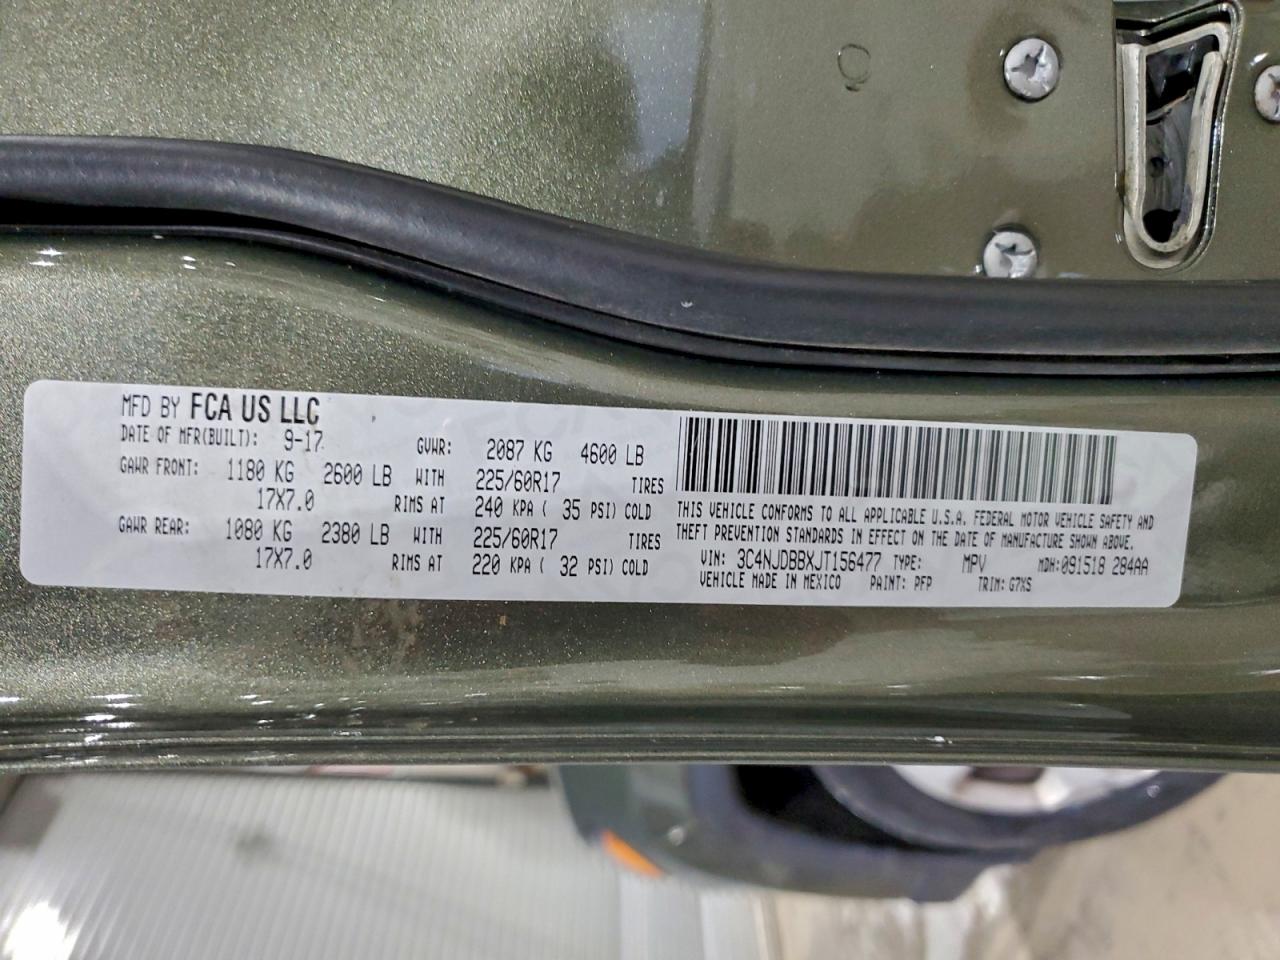 MFD BY FCA US LLC
DATE OF MFR(BUILT): 9-17
GVWR: 2087 KG 4600 LB
GAWR FRONT: 1180 KG 2600 LB WITH 225/60R17 TIRES
17X7.0 RIMS AT 240 KPA ( 35 PSI) COLD
GAWR REAR: 1080 KG 2380 LB WITH 225/60R17 TIRES
17X7.0 RIMS AT 220 KPA ( 32 PSI) COLD
THIS VEHICLE CONFORMS TO ALL APPLICABLE U.S.A. FEDERAL MOTOR VEHICLE SAFETY AND
THEFT PREVENTION STANDARDS IN EFFECT ON THE DATE OF MANUFACTURE SHOWN ABOVE.
VIN: 3C4NJDBBXJT156477 TYPE: MPV MDH:091518 284AA
VEHICLE MADE IN MEXICO PAINT: PFP TRIM: G7XS